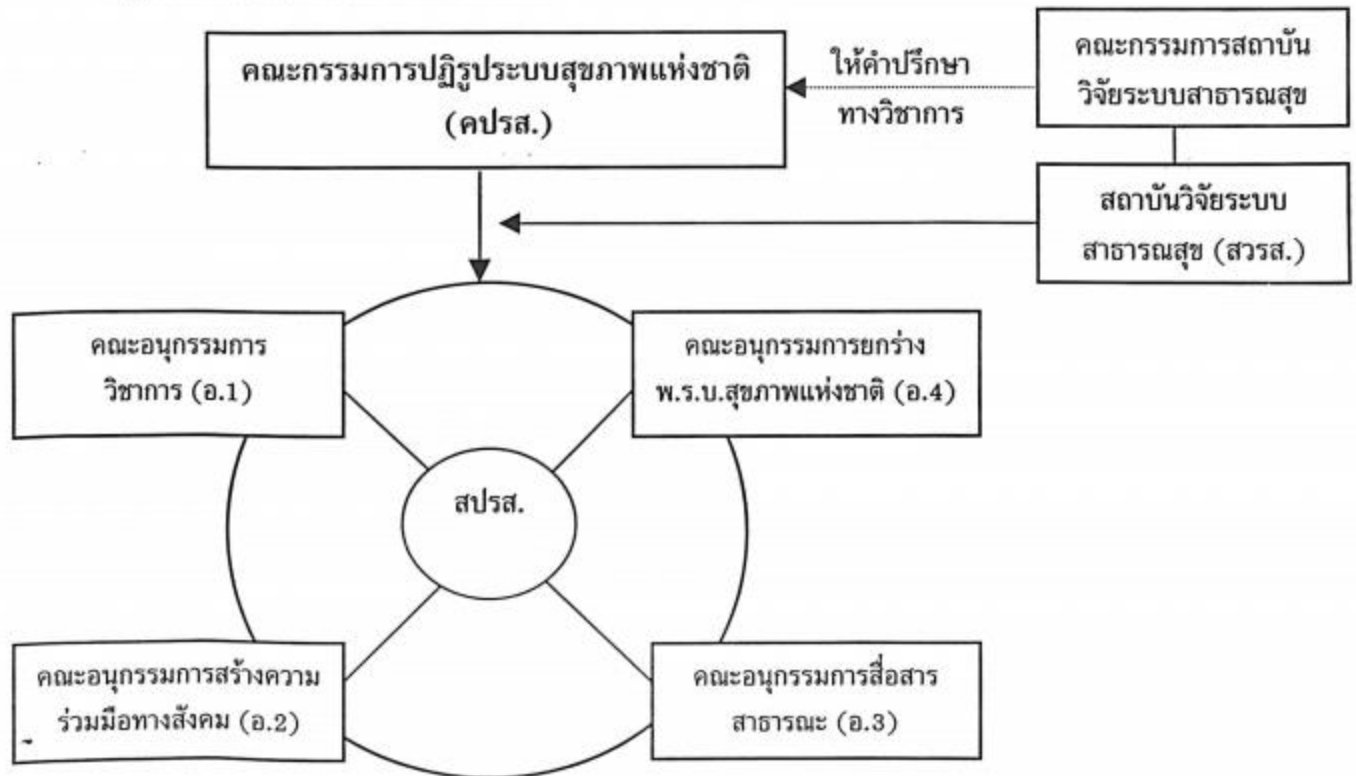 คณะกรรมการปฏิรูประบบสุขภาพแห่งชาติ
(คปรส.)
ให้คำปรึกษา
ทางวิชาการ
คณะกรรมการสถาบัน
วิจัยระบบสาธารณสุข
สถาบันวิจัยระบบ
สาธารณสุข (สวรส.)
คณะอนุกรรมการ
วิชาการ (อ.1)
คณะอนุกรรมการยกร่าง
พ.ร.บ.สุขภาพแห่งชาติ (อ.4)
สปรส.
คณะอนุกรรมการสร้างความ
ร่วมมือทางสังคม (อ.2)
คณะอนุกรรมการสื่อสาร
สาธารณะ (อ.3)